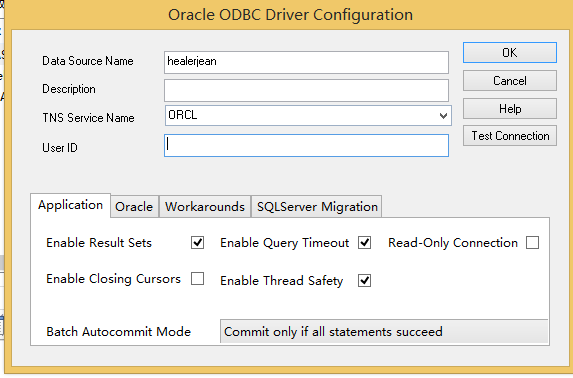 Oracle ODBC Driver Configuration
Data Source Name healerjean OK
Description Cancel
TNS Service Name ORCL Help
User ID Test Connection
Application Oracle Workarounds SQLServer Migration
Enable Result Sets Enable Query Timeout Read-Only Connection
Enable Closing Cursors Enable Thread Safety
Batch Autocommit Mode Commit only if all statements succeed